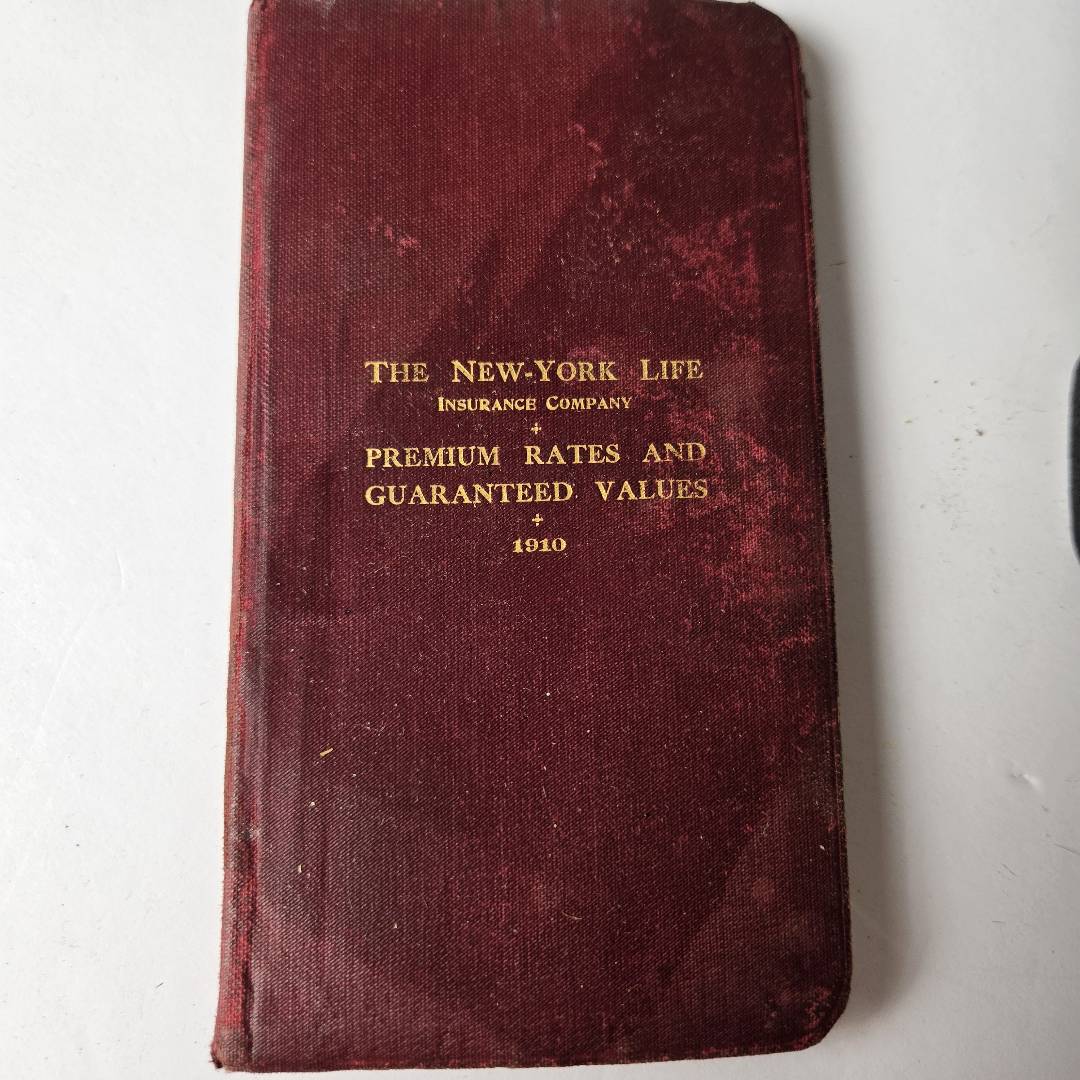 THE NEW-YORK LIFE
INSURANCE COMPANY
PREMIUM RATES AND
GUARANTEED VALUES
1910